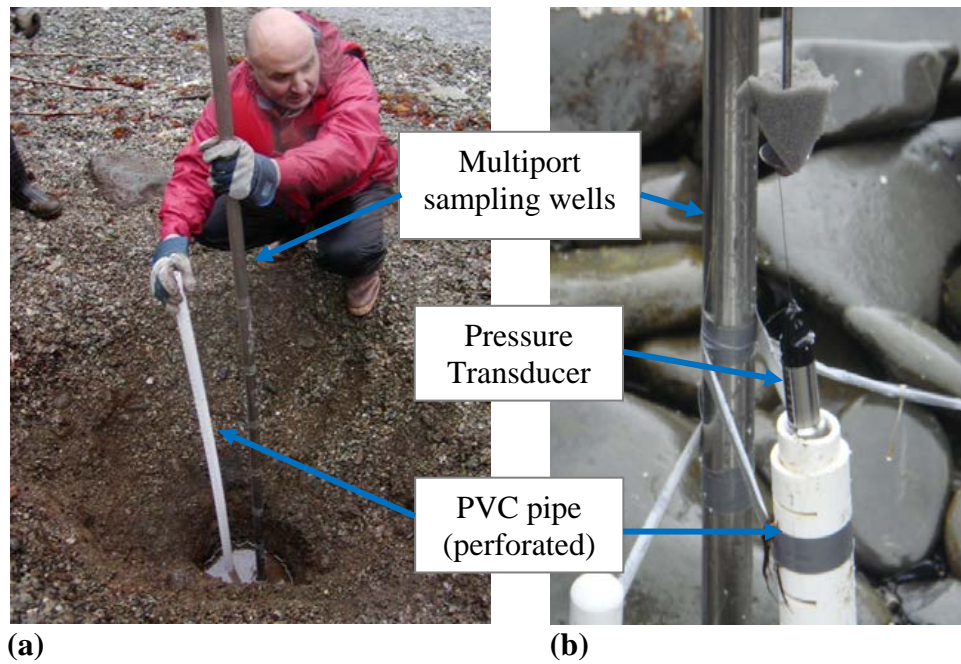 Multiport
sampling wells
Pressure
Transducer
PVC pipe
(perforated)
(a)
(b)